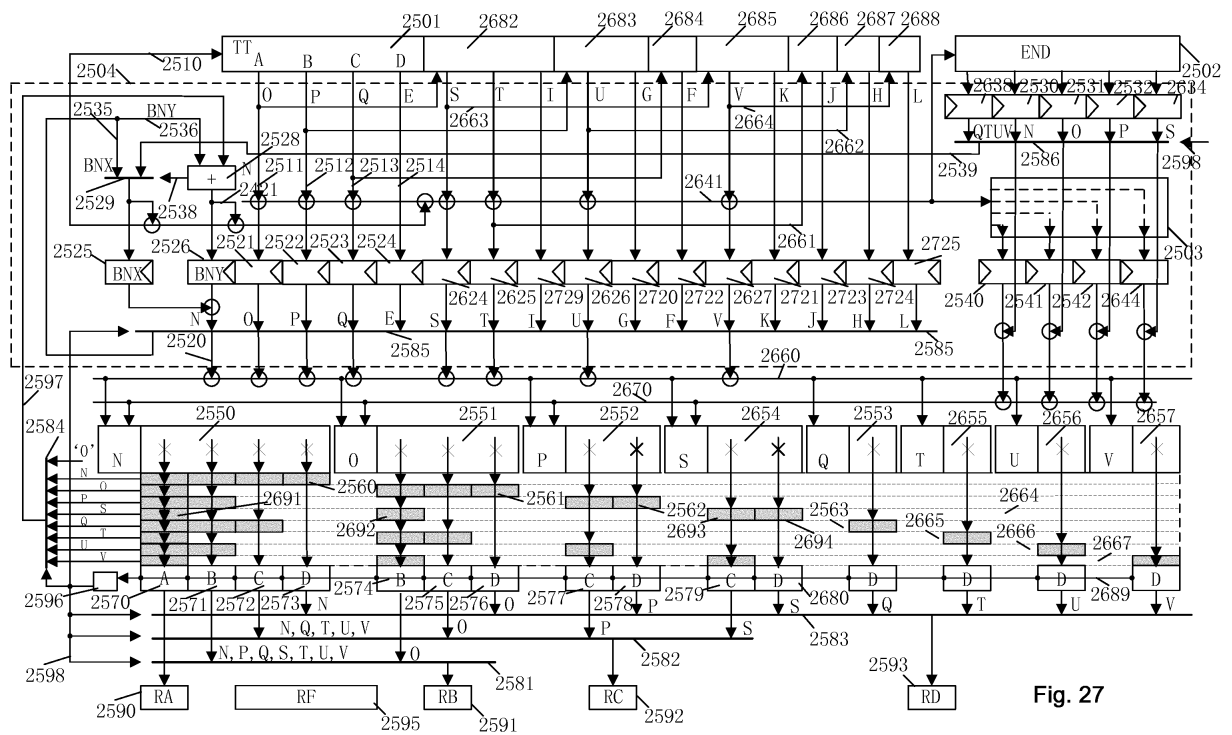 2501 2682 2683 2684 2685 2686 2687 2688
TT A B C D END
2510 2504 2502
O P Q E S T I U G F V K J H L 2638 2530 2531 2532 2634
2535 BNY 2536 2528 2663 2664 2662 QTUV N O P S
2586 2598
BNX N 2511 2512 2513 2514 2539
+ 2421 2641
2529 2538
2661 2503
2525 2526 2521 2522 2523 2524 2725
BNX BNY
2624 2625 2729 2626 2720 2722 2627 2721 2723 2724 2540 2541 2542 2644
N O P Q E S T I U G F V K J H L
2520 2585 2585
2660
2597 2670
2584 2550 2551 2552 2654 2553 2655 2656 2657
'0' N O P S Q T U V
N O P S Q T U V
2560 2561 2562 2563 2664
2691 2692 2693 2694 2665 2666 2667
A B C D B C D C D C D D D D D
2596 2570 2571 2572 2573 2574 2575 2576 2577 2578 2579 2680 2689
N O P S Q T U V
2583
N,Q,T,U,V O P S
2582
N,P,Q,S,T,U,V O
2598 2581 2593
RA RF RB RC RD
2590 2595 2591 2592
Fig. 27